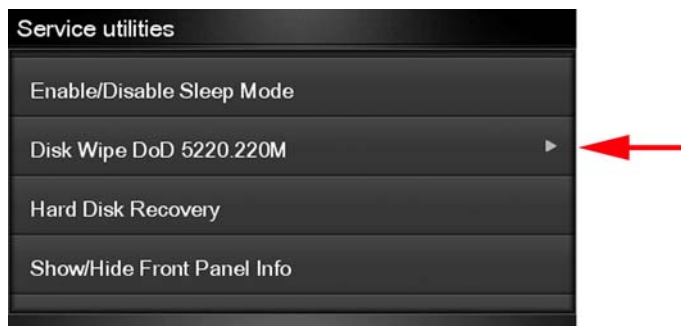 Service utilities
Enable/Disable Sleep Mode
Disk Wipe DoD 5220.220M
Hard Disk Recovery
Show/Hide Front Panel Info